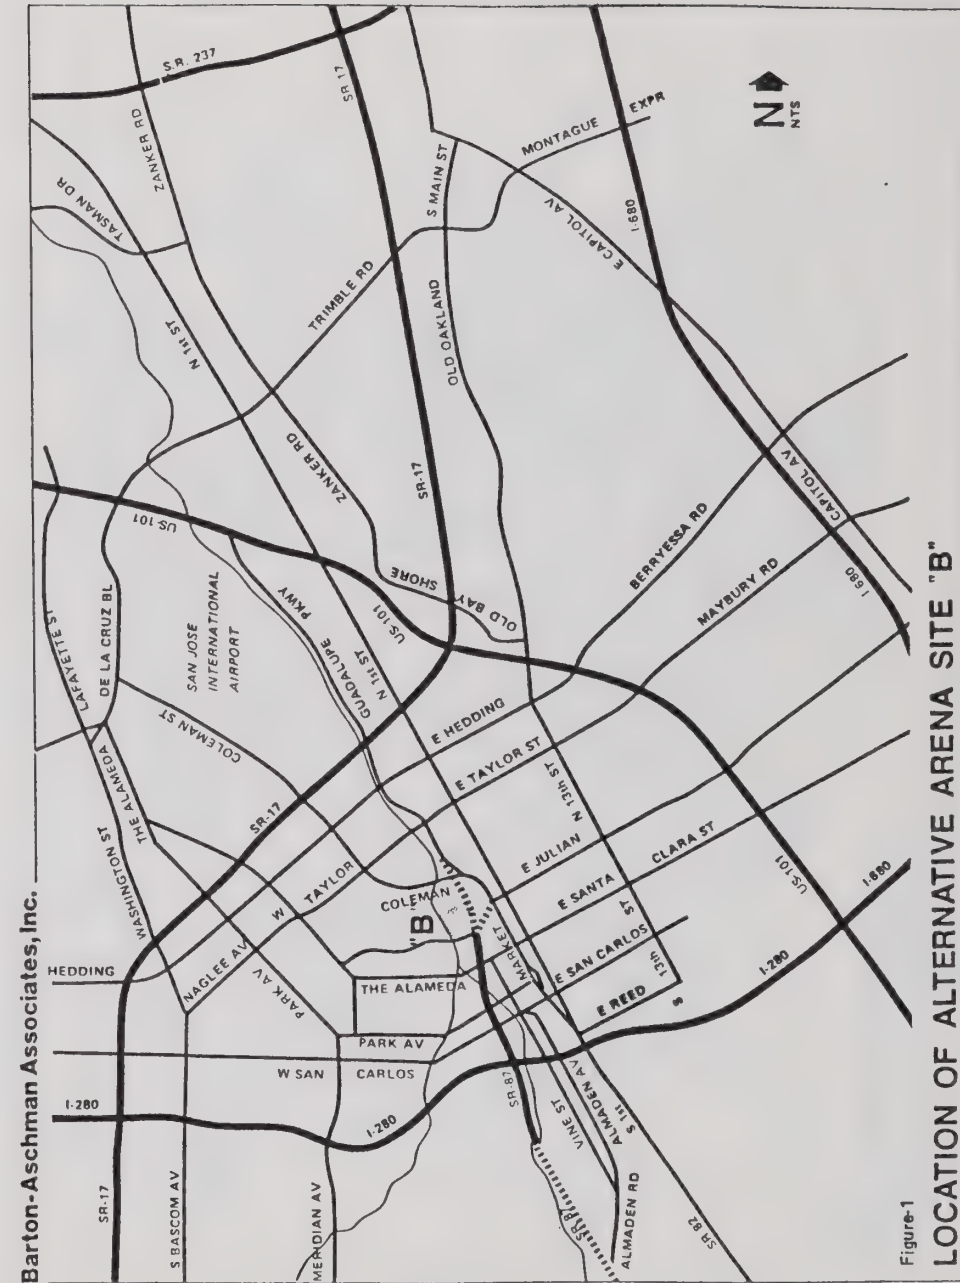 Barton-Aschman Associates, Inc.
S.R. 237
ZANKER RD
SR 17
TASMAN DR
N 1st ST
TRIMBLE RD
S MAIN ST
MONTAGUE EXPR
N
NTS
E CAPITOL AV
I-680
OLD OAKLAND
ZANKER RD
SR-17
US-101
LAFAYETTE ST
DE LA CRUZ BL
SAN JOSE
INTERNATIONAL
AIRPORT
GUADALUPE PKWY
N 1st ST
US-101
OLD BAY SHORE
BERRYESSA RD
MAYBURY RD
CAPITOL AV
I 680
COLEMAN ST
THE ALAMEDA
WASHINGTON ST
SR-17
E HEDDING
E TAYLOR ST
N 13th ST
E JULIAN
E SANTA CLARA ST
US-101
I-680
HEDDING
NAGLEE AV
W TAYLOR
PARK AV
COLEMAN
"B"
THE ALAMEDA
MARKET
E SAN CARLOS ST
E REED
S 13th
I-280
PARK AV
W SAN CARLOS
I-280
SR-87
VINE ST
ALMADEN AV
S 1st
I-280
SR-17
S BASCOM AV
MERIDIAN AV
ALMADEN RD
SR 82
Figure-1
LOCATION OF ALTERNATIVE ARENA SITE "B"